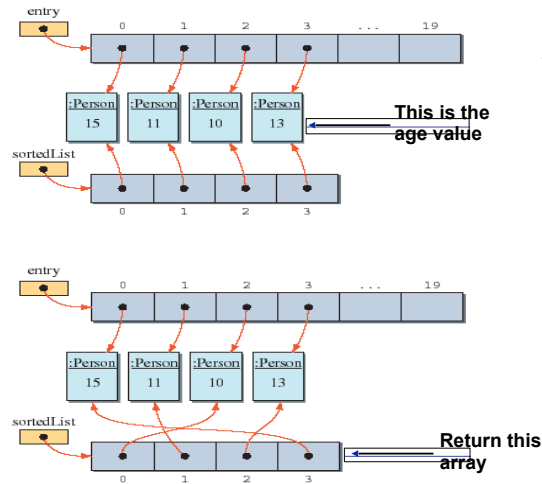 entry
0 1 2 3 ... 19
:Person :Person :Person :Person
15 11 10 13
This is the
age value
sortedList
0 1 2 3
entry
0 1 2 3 ... 19
:Person :Person :Person :Person
15 11 10 13
sortedList
Return this
array
0 1 2 3